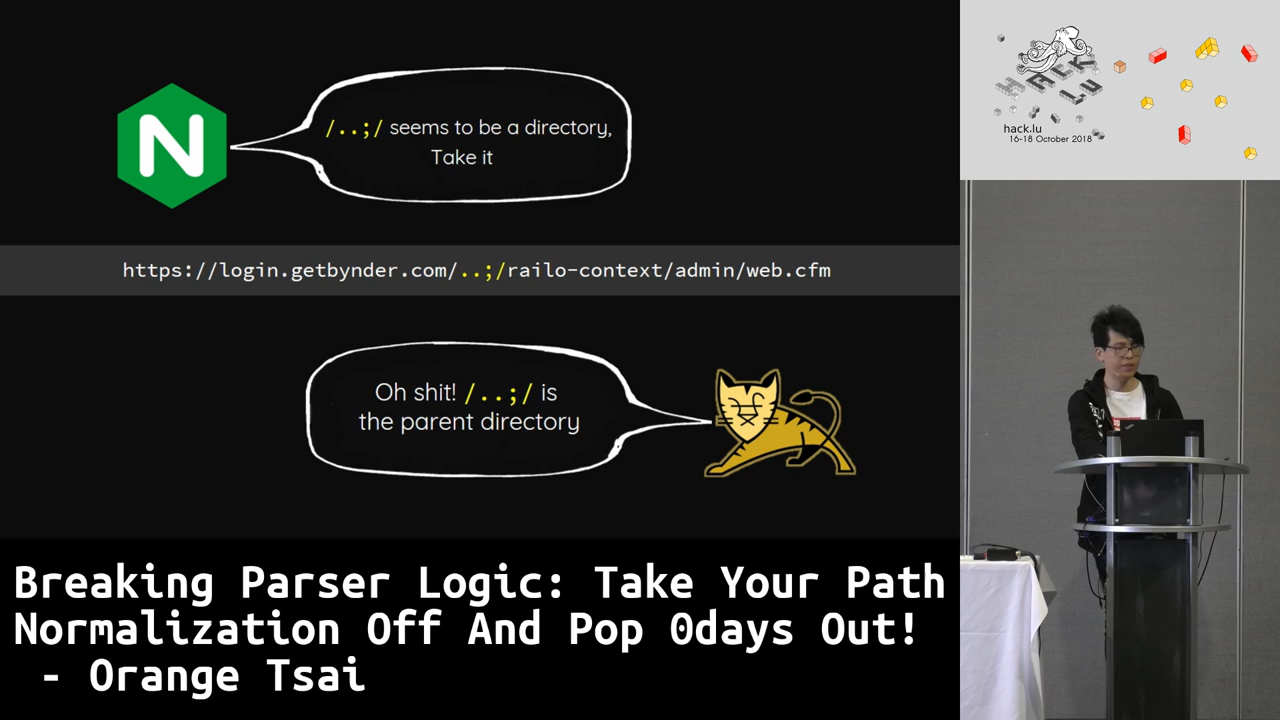 N
/..;/ seems to be a directory,
Take it
https://login.getbynder.com/..;/railo-context/admin/web.cfm
Oh shit! /..;/ is
the parent directory
HACK
LU
hack.lu
16-18 October 2018
Breaking Parser Logic: Take Your Path
Normalization Off And Pop 0days Out!
- Orange Tsai